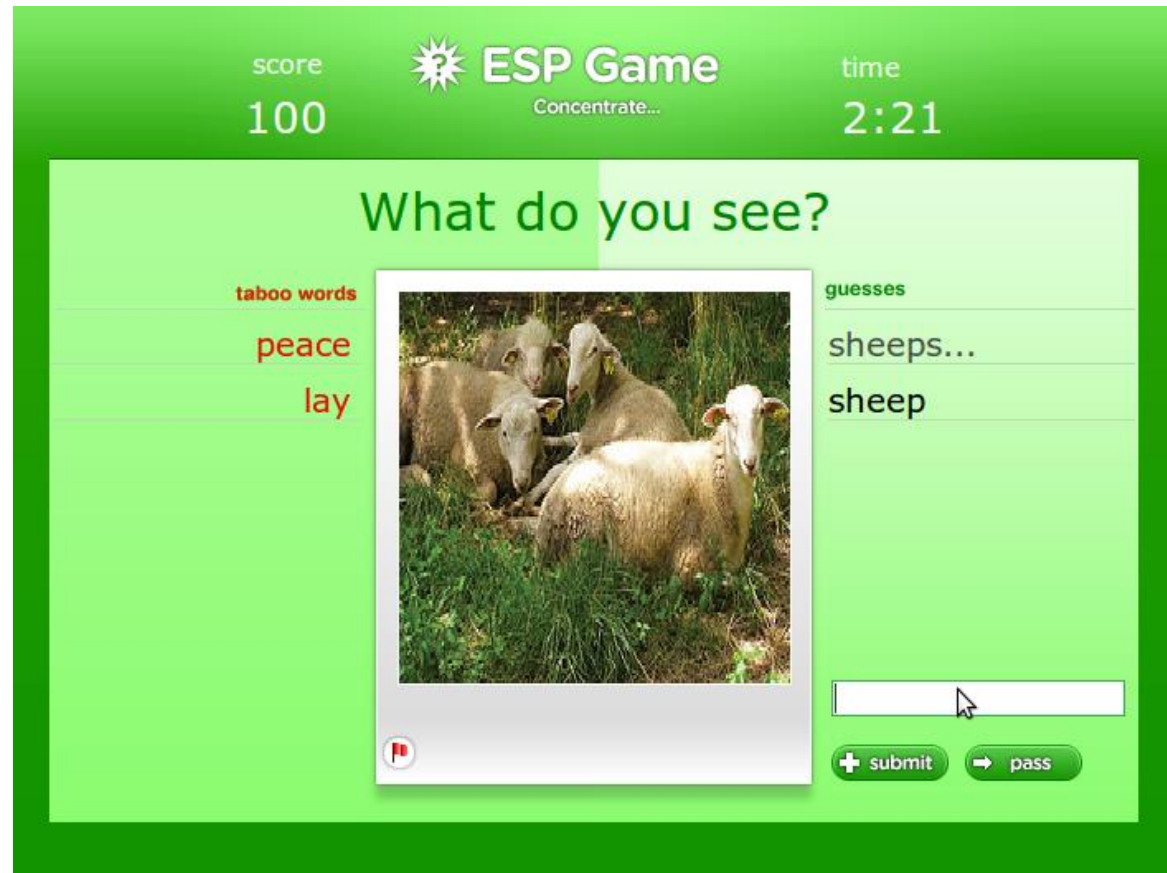 score
ESP Game
time
100
Concentrate...
2:21
What do you see?
taboo words
guesses
peace
sheeps...
lay
sheep
submit
pass